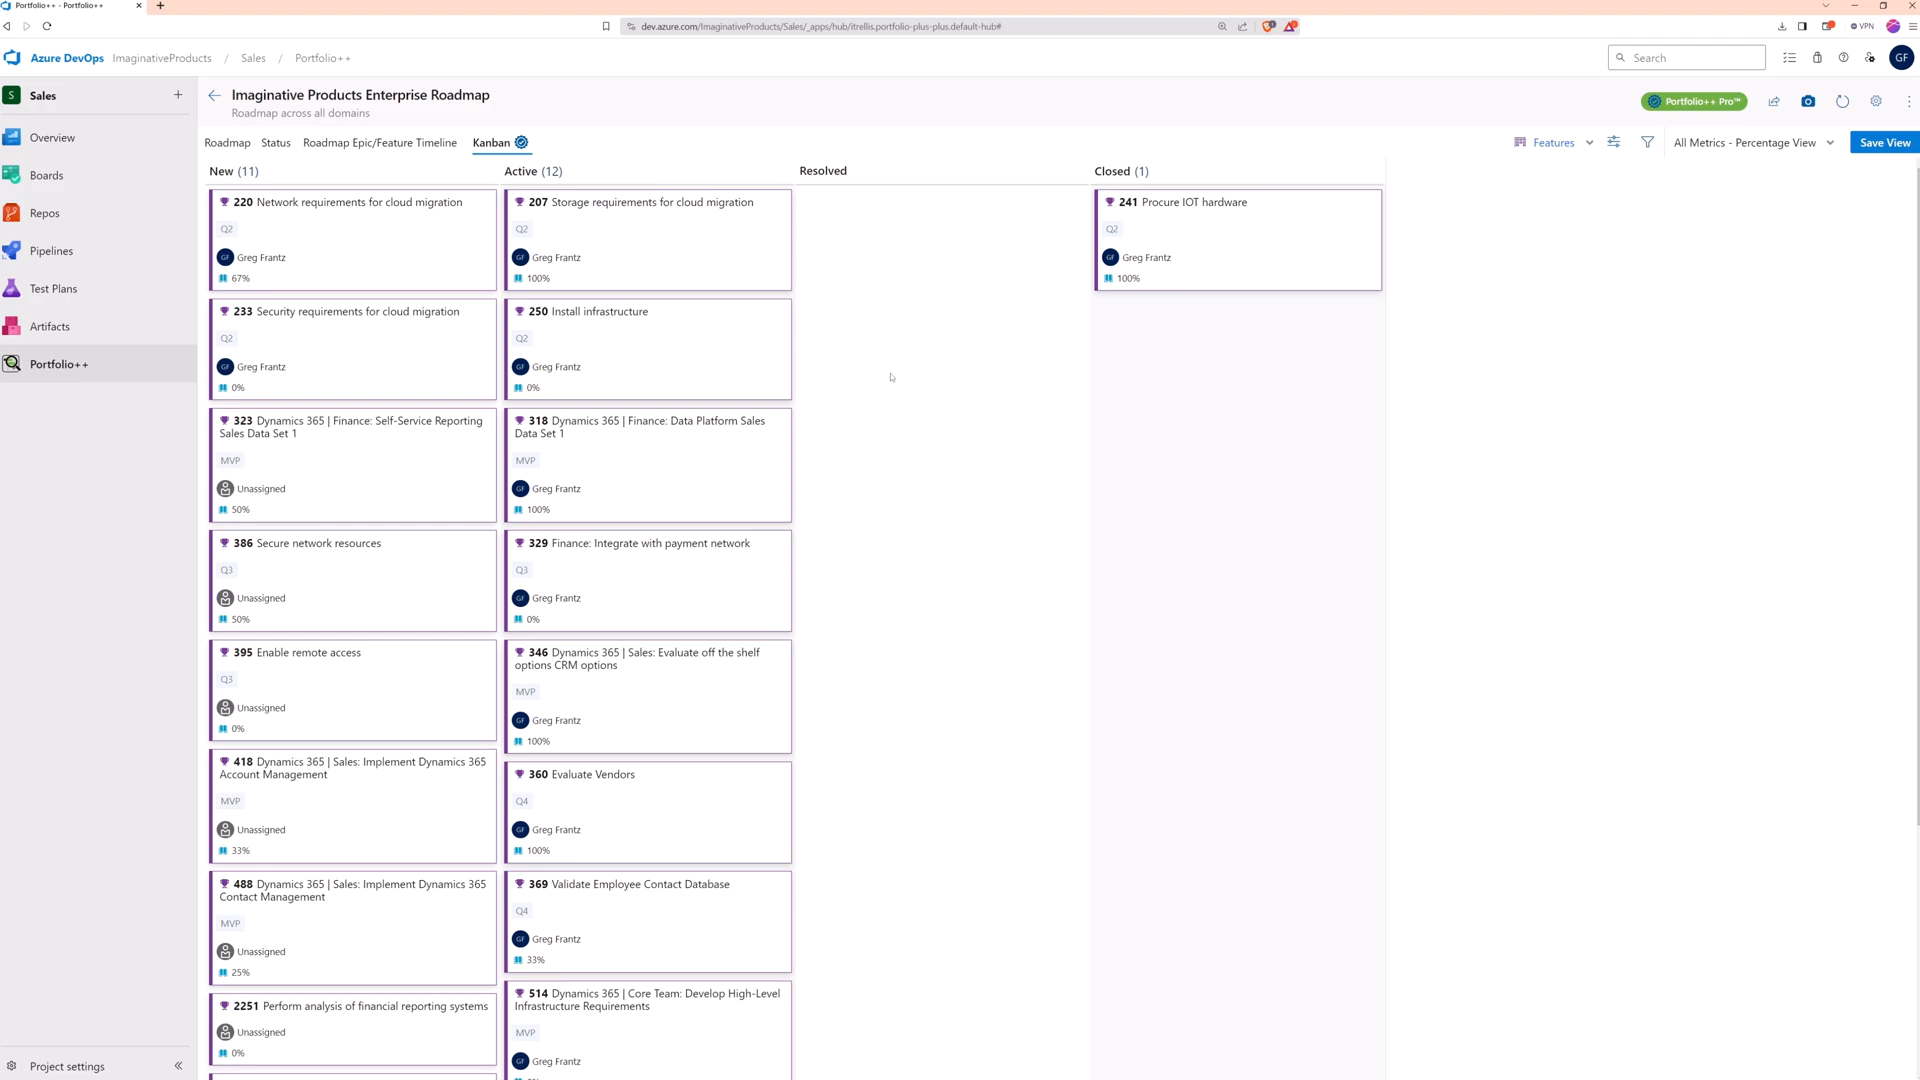 Portfolio++ - Portfolio++
dev.azure.com/ImaginativeProducts/Sales/_apps/hub/itrellis.portfolio-plus-plus.default-hub#
VPN
Azure DevOps ImaginativeProducts / Sales / Portfolio++
Search
GF
S Sales
Overview
Boards
Repos
Pipelines
Test Plans
Artifacts
Portfolio++
Project settings
Imaginative Products Enterprise Roadmap
Roadmap across all domains
Portfolio++ Pro™
Roadmap Status Roadmap Epic/Feature Timeline Kanban
Features
All Metrics - Percentage View
Save View
New (11)
220 Network requirements for cloud migration
Q2
GF Greg Frantz
67%
233 Security requirements for cloud migration
Q2
GF Greg Frantz
0%
323 Dynamics 365 | Finance: Self-Service Reporting
Sales Data Set 1
MVP
Unassigned
50%
386 Secure network resources
Q3
Unassigned
50%
395 Enable remote access
Q3
Unassigned
0%
418 Dynamics 365 | Sales: Implement Dynamics 365
Account Management
MVP
Unassigned
33%
488 Dynamics 365 | Sales: Implement Dynamics 365
Contact Management
MVP
Unassigned
25%
2251 Perform analysis of financial reporting systems
Unassigned
0%
Active (12)
207 Storage requirements for cloud migration
Q2
GF Greg Frantz
100%
250 Install infrastructure
Q2
GF Greg Frantz
0%
318 Dynamics 365 | Finance: Data Platform Sales
Data Set 1
MVP
GF Greg Frantz
100%
329 Finance: Integrate with payment network
Q3
GF Greg Frantz
0%
346 Dynamics 365 | Sales: Evaluate off the shelf
options CRM options
MVP
GF Greg Frantz
100%
360 Evaluate Vendors
Q4
GF Greg Frantz
100%
369 Validate Employee Contact Database
Q4
GF Greg Frantz
33%
514 Dynamics 365 | Core Team: Develop High-Level
Infrastructure Requirements
MVP
GF Greg Frantz
Resolved
Closed (1)
241 Procure IOT hardware
Q2
GF Greg Frantz
100%